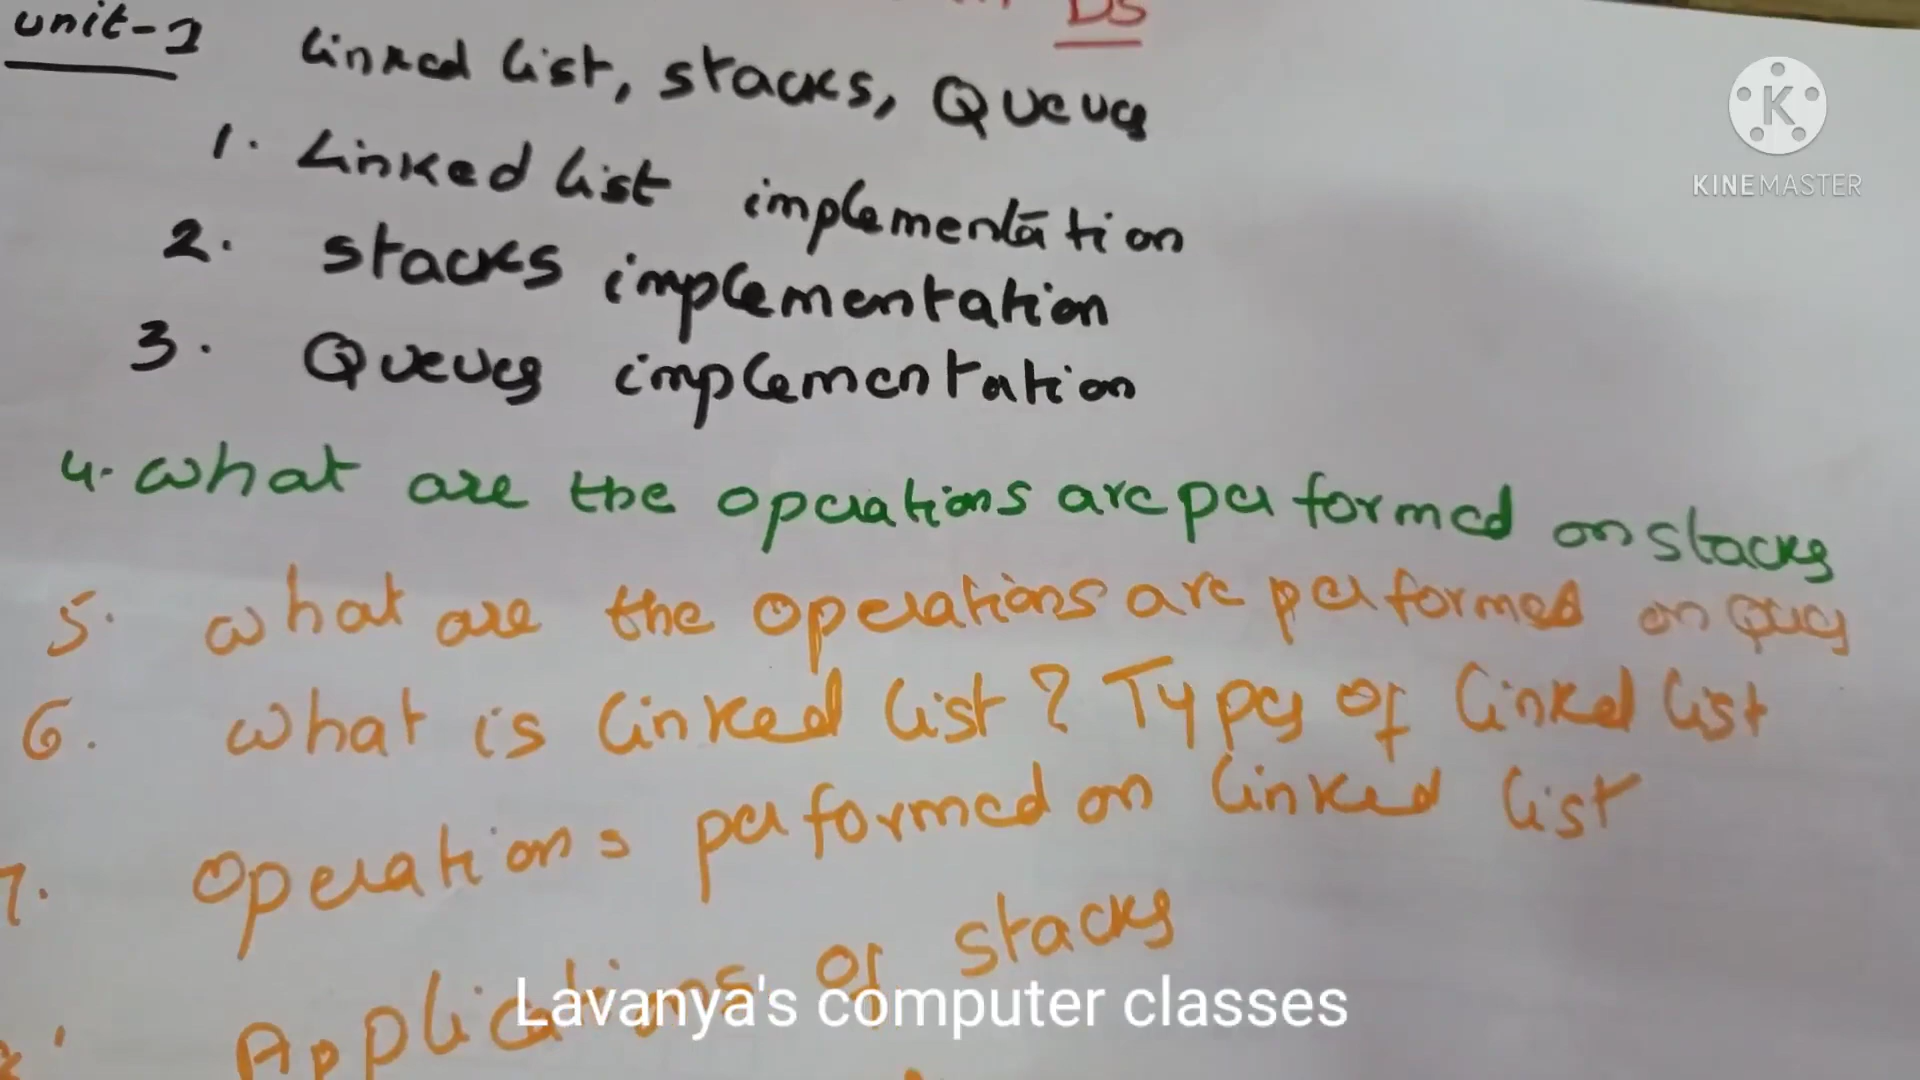 DS
unit-1
Linked list, stacks, Queues
1. Linked list implementation
2. stacks implementation
3. Queues implementation
4. what are the operations are performed on stacks
5. what are the operations are performed on Ques
6. what is linked list? Types of linked list
7. operations performed on linked list
Applications of stacks
KINEMASTER
Lavanya's computer classes